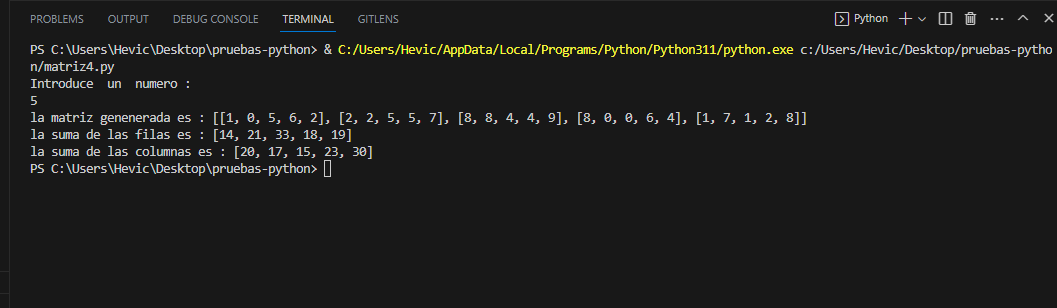 PROBLEMS OUTPUT DEBUG CONSOLE TERMINAL GITLENS Python
PS C:\Users\Hevic\Desktop\pruebas-python> & C:/Users/Hevic/AppData/Local/Programs/Python/Python311/python.exe c:/Users/Hevic/Desktop/pruebas-pytho
n/matriz4.py
Introduce  un  numero :
5
la matriz genenerada es : [[1, 0, 5, 6, 2], [2, 2, 5, 5, 7], [8, 8, 4, 4, 9], [8, 0, 0, 6, 4], [1, 7, 1, 2, 8]]
la suma de las filas es : [14, 21, 33, 18, 19]
la suma de las columnas es : [20, 17, 15, 23, 30]
PS C:\Users\Hevic\Desktop\pruebas-python>